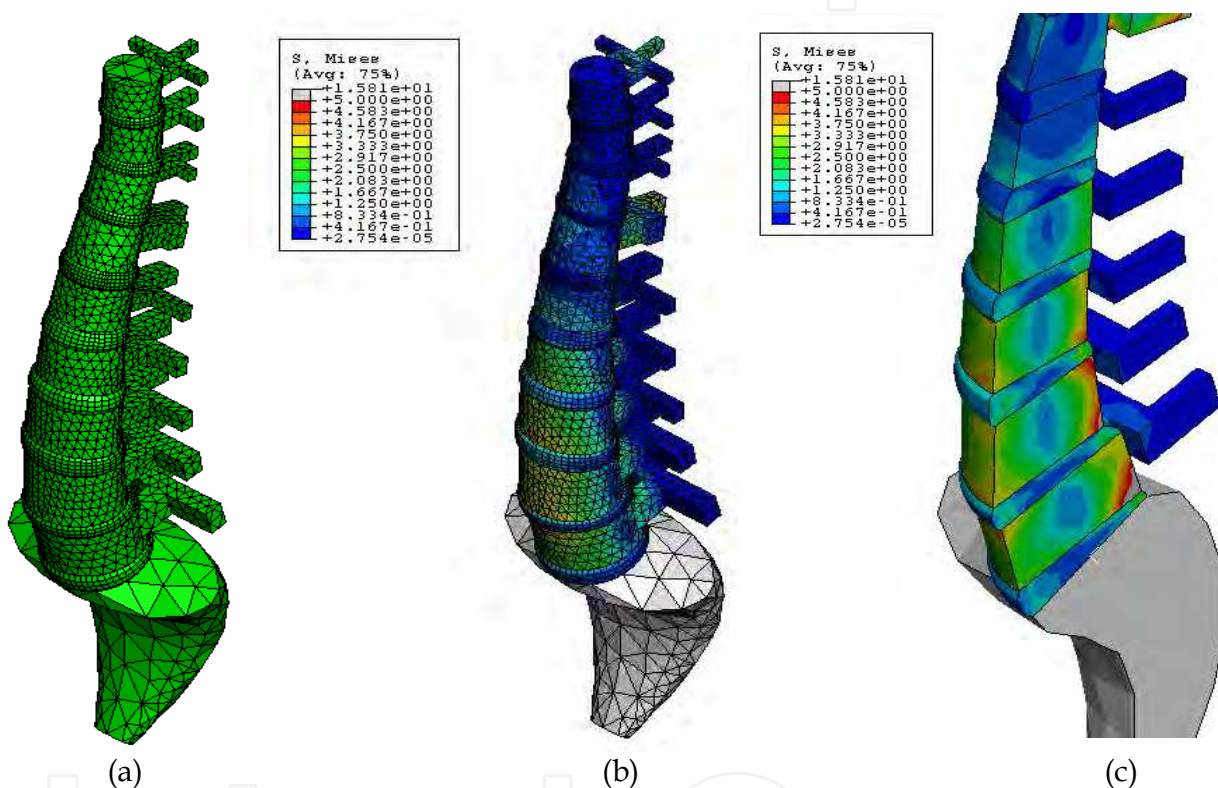 S, Mises
(Avg: 75%)
+1.581e+01
+5.000e+00
+4.583e+00
+4.167e+00
+3.750e+00
+3.333e+00
+2.917e+00
+2.500e+00
+2.083e+00
+1.667e+00
+1.250e+00
+8.334e-01
+4.167e-01
+2.754e-05
S, Mises
(Avg: 75%)
+1.581e+01
+5.000e+00
+4.583e+00
+4.167e+00
+3.750e+00
+3.333e+00
+2.917e+00
+2.500e+00
+2.083e+00
+1.667e+00
+1.250e+00
+8.334e-01
+4.167e-01
+2.754e-05
(a)
(b)
(c)